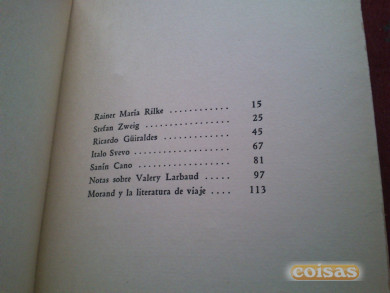 Rainer María Rilke ............ 15
Stefan Zweig ............... 25
Ricardo Güiraldes ............ 45
Italo Svevo ................ 67
Sanín Cano ................ 81
Notas sobre Valery Larbaud ..... 97
Morand y la literatura de viaje .... 113
coisas